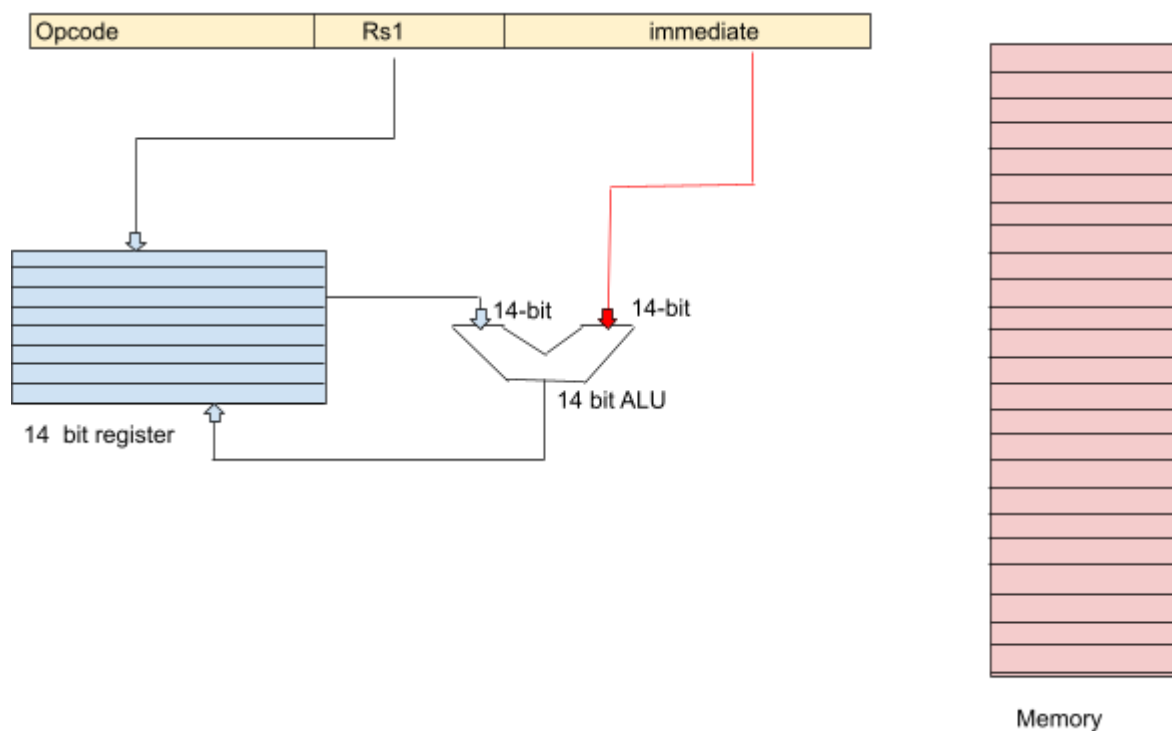 Opcode Rs1 immediate
14-bit 14-bit
14 bit ALU
14 bit register
Memory